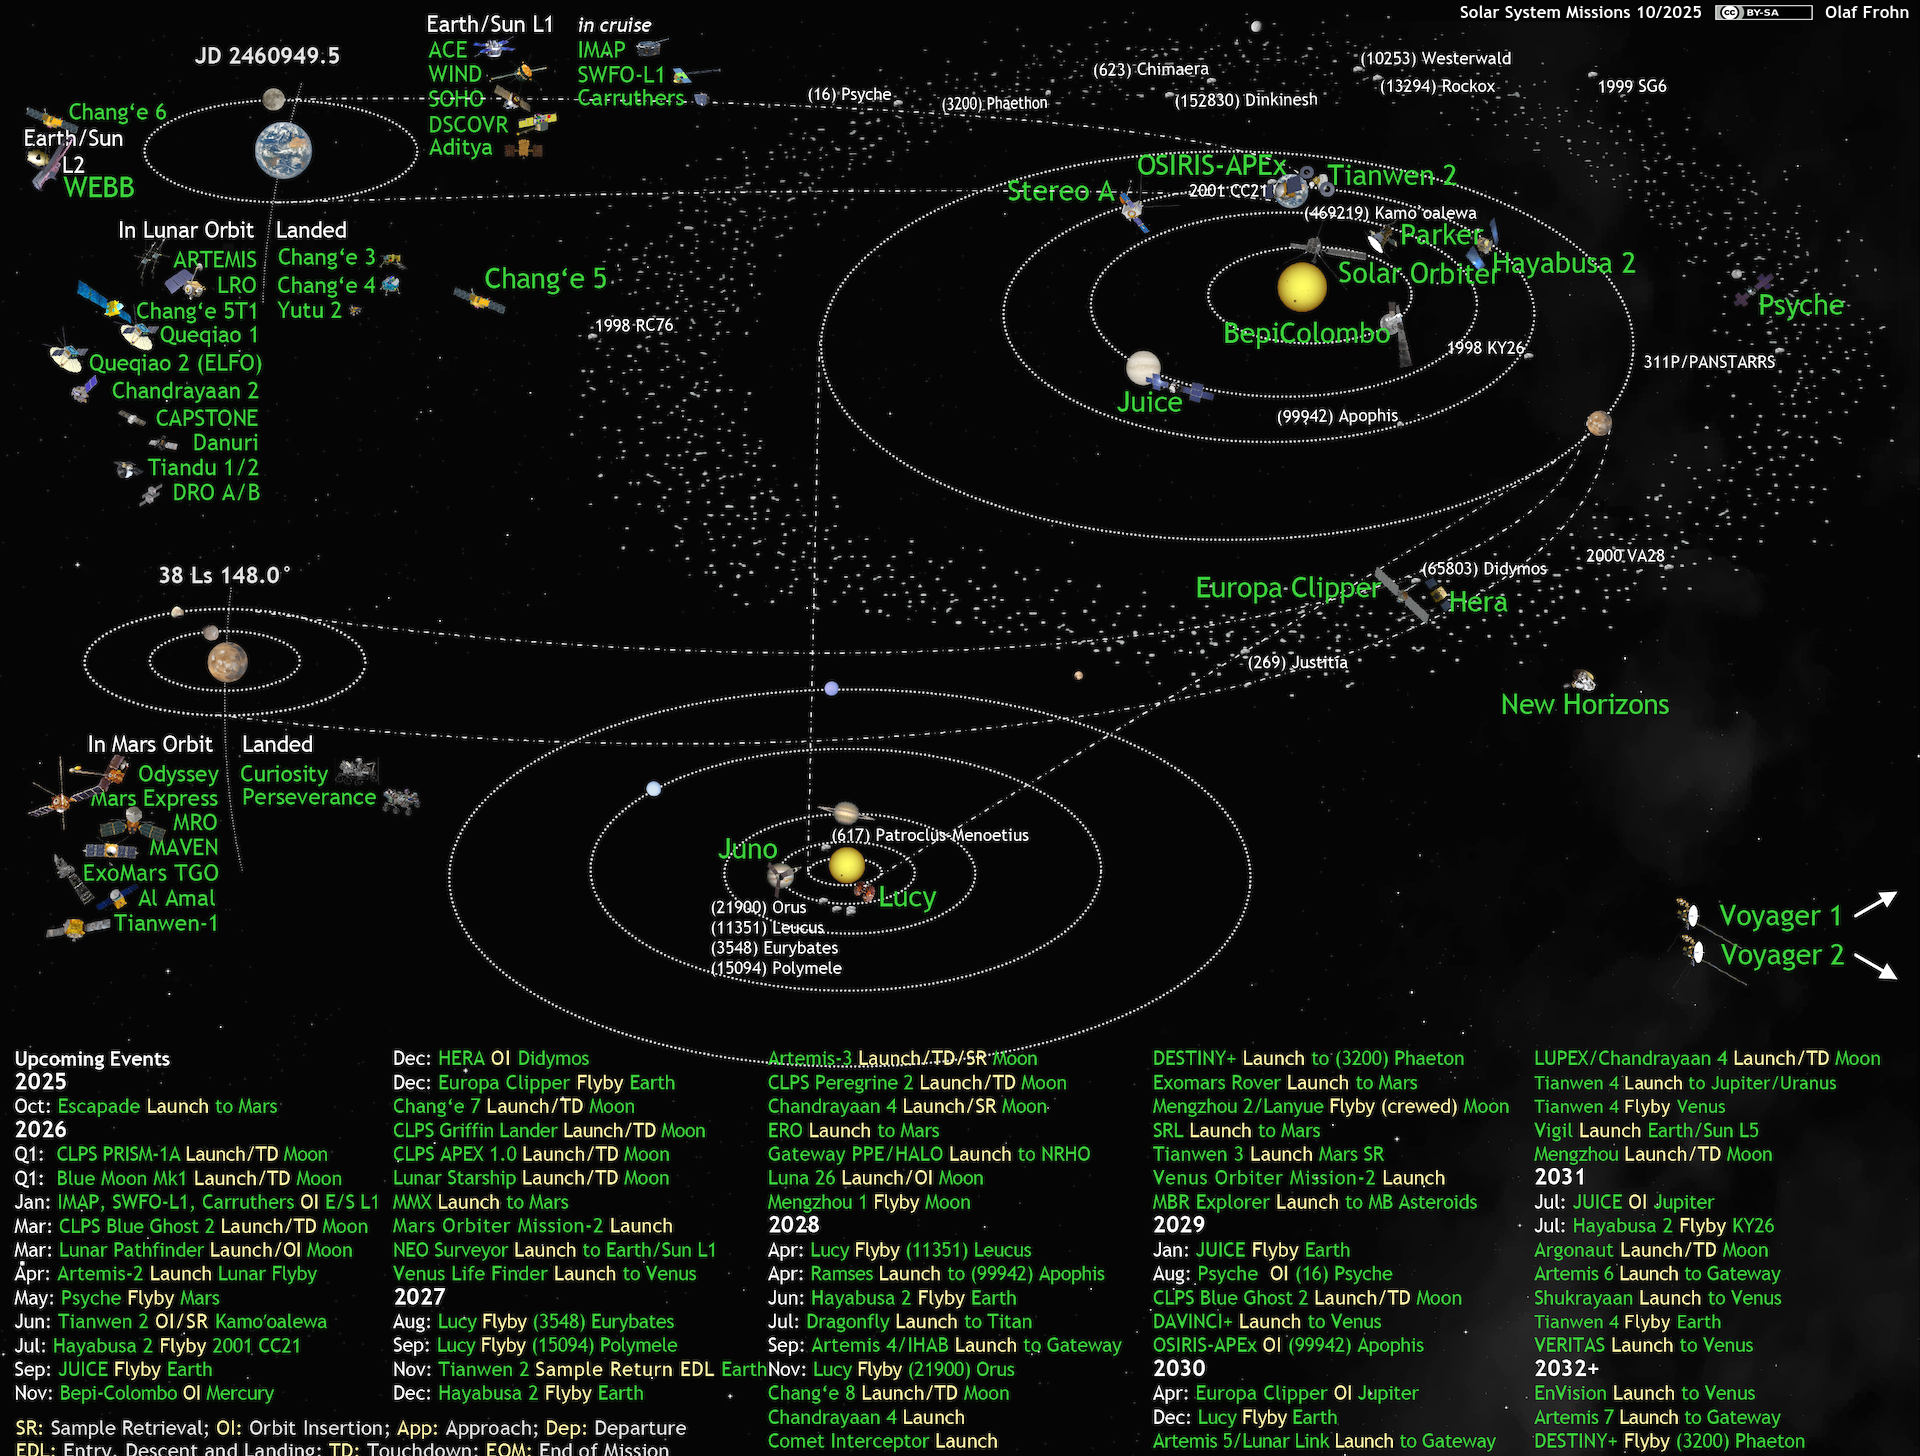 Solar System Missions 10/2025 CC BY-SA Olaf Frohn
JD 2460949.5
Chang‘e 6
Earth/Sun
L2
WEBB
Earth/Sun L1
ACE
WIND
SOHO
DSCOVR
Aditya
in cruise
IMAP
SWFO-L1
Carruthers
(16) Psyche
(3200) Phaethon
(623) Chimaera
(152830) Dinkinesh
(10253) Westerwald
(13294) Rockox
1999 SG6
OSIRIS-APEx
Tianwen 2
Stereo A
2001 CC21
(469219) Kamo‘oalewa
Parker
Hayabusa 2
Solar Orbiter
BepiColombo
Psyche
1998 KY26
311P/PANSTARRS
Juice
(99942) Apophis
In Lunar Orbit
ARTEMIS
LRO
Chang‘e 5T1
Queqiao 1
Queqiao 2 (ELFO)
Chandrayaan 2
CAPSTONE
Danuri
Tiandu 1/2
DRO A/B
Landed
Chang‘e 3
Chang‘e 4
Yutu 2
Chang‘e 5
1998 RC76
2000 VA28
(65803) Didymos
Europa Clipper
Hera
(269) Justitia
New Horizons
38 Ls 148.0°
In Mars Orbit
Odyssey
Mars Express
MRO
MAVEN
ExoMars TGO
Al Amal
Tianwen-1
Landed
Curiosity
Perseverance
(617) Patroclus-Menoetius
Juno
Lucy
(21900) Orus
(11351) Leucus
(3548) Eurybates
(15094) Polymele
Voyager 1
Voyager 2
Upcoming Events
2025
Oct: Escapade Launch to Mars
2026
Q1: CLPS PRISM-1A Launch/TD Moon
Q1: Blue Moon Mk1 Launch/TD Moon
Jan: IMAP, SWFO-L1, Carruthers OI E/S L1
Mar: CLPS Blue Ghost 2 Launch/TD Moon
Mar: Lunar Pathfinder Launch/OI Moon
Apr: Artemis-2 Launch Lunar Flyby
May: Psyche Flyby Mars
Jun: Tianwen 2 OI/SR Kamo‘oalewa
Jul: Hayabusa 2 Flyby 2001 CC21
Sep: JUICE Flyby Earth
Nov: Bepi-Colombo OI Mercury
Dec: HERA OI Didymos
Dec: Europa Clipper Flyby Earth
Chang‘e 7 Launch/TD Moon
CLPS Griffin Lander Launch/TD Moon
CLPS APEX 1.0 Launch/TD Moon
Lunar Starship Launch/TD Moon
MMX Launch to Mars
Mars Orbiter Mission-2 Launch
NEO Surveyor Launch to Earth/Sun L1
Venus Life Finder Launch to Venus
2027
Aug: Lucy Flyby (3548) Eurybates
Sep: Lucy Flyby (15094) Polymele
Nov: Tianwen 2 Sample Return EDL Earth
Dec: Hayabusa 2 Flyby Earth
Artemis-3 Launch/TD/SR Moon
CLPS Peregrine 2 Launch/TD Moon
Chandrayaan 4 Launch/SR Moon
ERO Launch to Mars
Gateway PPE/HALO Launch to NRHO
Luna 26 Launch/OI Moon
Mengzhou 1 Flyby Moon
2028
Apr: Lucy Flyby (11351) Leucus
Apr: Ramses Launch to (99942) Apophis
Jun: Hayabusa 2 Flyby Earth
Jul: Dragonfly Launch to Titan
Sep: Artemis 4/IHAB Launch to Gateway
Nov: Lucy Flyby (21900) Orus
Chang‘e 8 Launch/TD Moon
Chandrayaan 4 Launch
Comet Interceptor Launch
DESTINY+ Launch to (3200) Phaeton
Exomars Rover Launch to Mars
Mengzhou 2/Lanyue Flyby (crewed) Moon
SRL Launch to Mars
Tianwen 3 Launch Mars SR
Venus Orbiter Mission-2 Launch
MBR Explorer Launch to MB Asteroids
2029
Jan: JUICE Flyby Earth
Aug: Psyche OI (16) Psyche
CLPS Blue Ghost 2 Launch/TD Moon
DAVINCI+ Launch to Venus
OSIRIS-APEx OI (99942) Apophis
2030
Apr: Europa Clipper OI Jupiter
Dec: Lucy Flyby Earth
Artemis 5/Lunar Link Launch to Gateway
LUPEX/Chandrayaan 4 Launch/TD Moon
Tianwen 4 Launch to Jupiter/Uranus
Tianwen 4 Flyby Venus
Vigil Launch Earth/Sun L5
Mengzhou Launch/TD Moon
2031
Jul: JUICE OI Jupiter
Jul: Hayabusa 2 Flyby KY26
Argonaut Launch/TD Moon
Artemis 6 Launch to Gateway
Shukrayaan Launch to Venus
Tianwen 4 Flyby Earth
VERITAS Launch to Venus
2032+
EnVision Launch to Venus
Artemis 7 Launch to Gateway
DESTINY+ Flyby (3200) Phaeton
SR: Sample Retrieval; OI: Orbit Insertion; App: Approach; Dep: Departure
EDL: Entry, Descent and Landing; TD: Touchdown; EOM: End of Mission